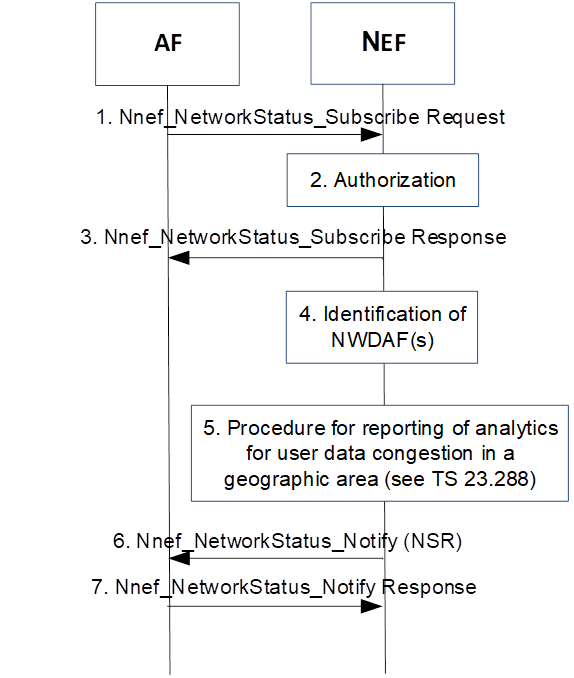 AF
NEF
1. Nnef_NetworkStatus_Subscribe Request
2. Authorization
3. Nnef_NetworkStatus_Subscribe Response
4. Identification of
NWDAF(s)
5. Procedure for reporting of analytics
for user data congestion in a
geographic area (see TS 23.288)
6. Nnef_NetworkStatus_Notify (NSR)
7. Nnef_NetworkStatus_Notify Response